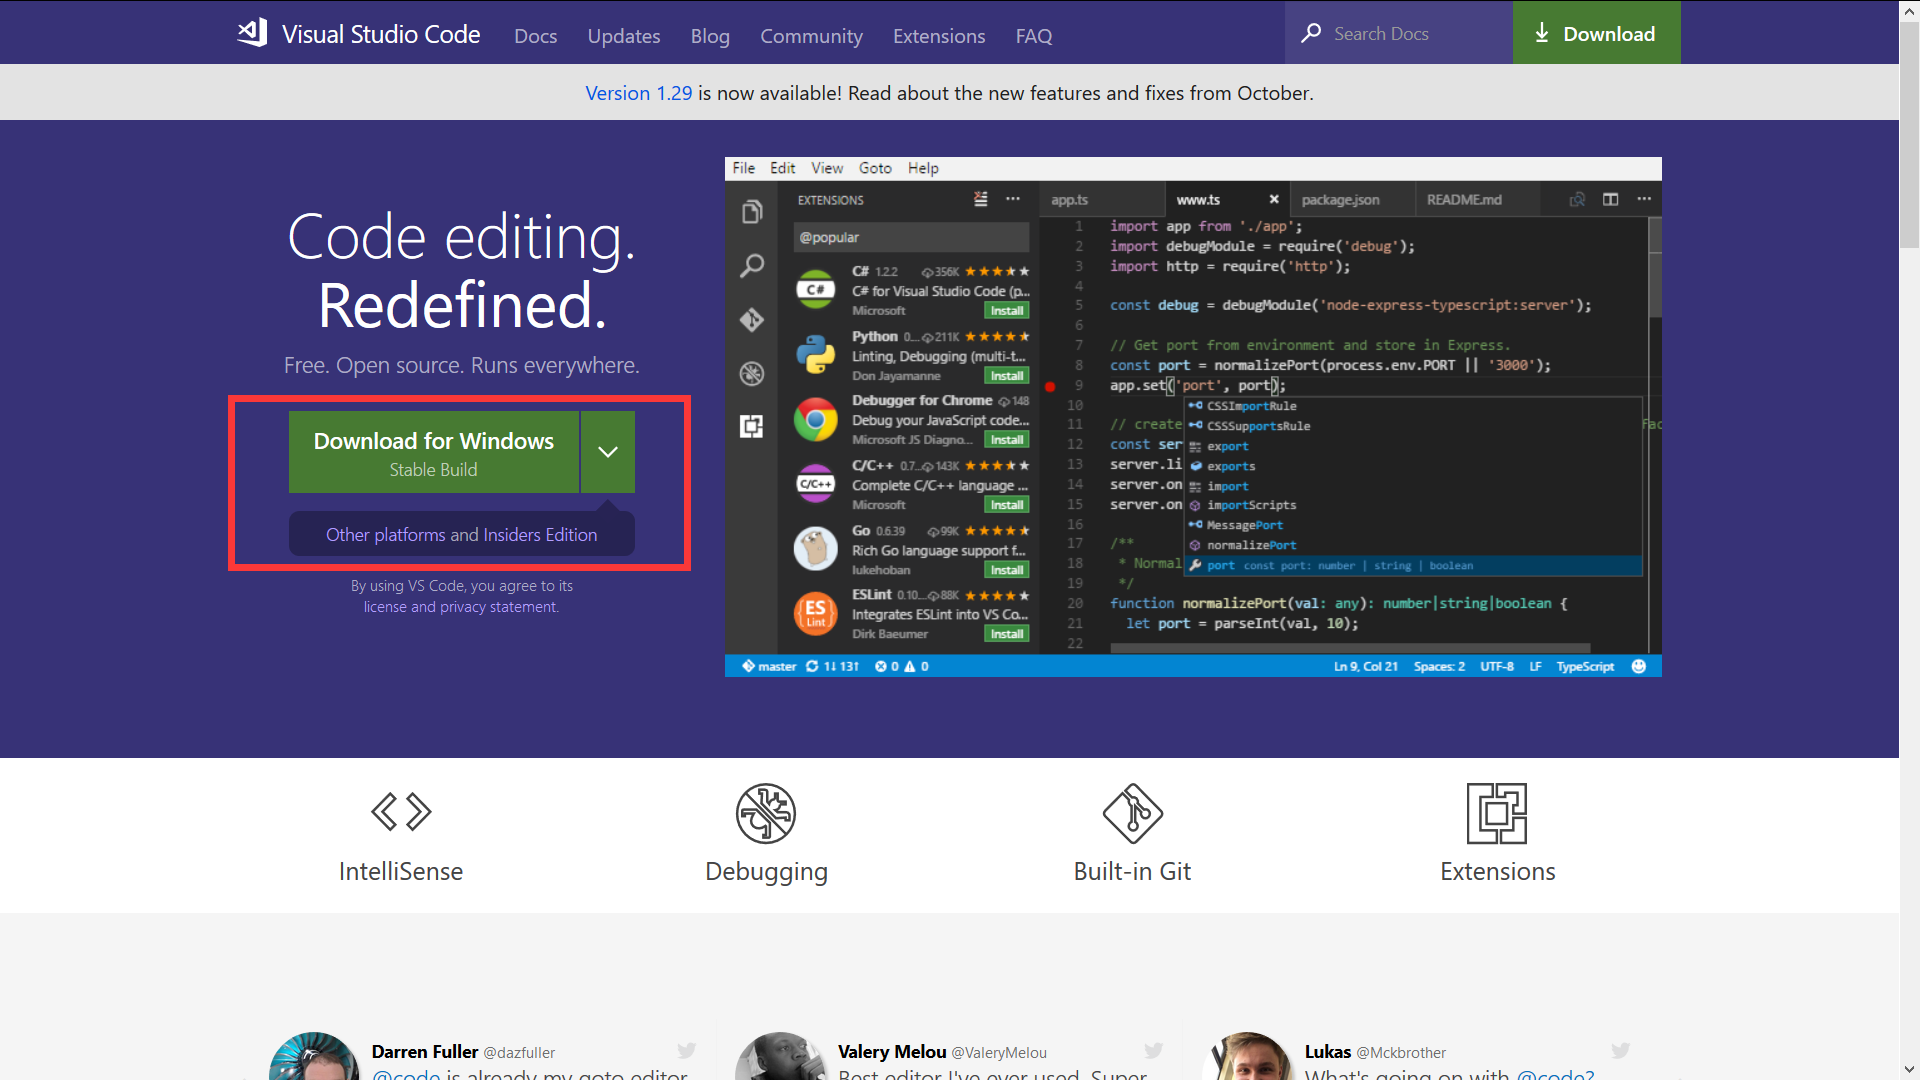 Visual Studio Code Docs Updates Blog Community Extensions FAQ Search Docs Download
Version 1.29 is now available! Read about the new features and fixes from October.
Code editing.
Redefined.
Free. Open source. Runs everywhere.
Download for Windows
Stable Build
Other platforms and Insiders Edition
By using VS Code, you agree to its
license and privacy statement.
File Edit View Goto Help
EXTENSIONS
@popular
C# 1.2.2 356K
C# for Visual Studio Code (p...
Microsoft Install
Python 0.... 211K
Linting, Debugging (multi-t...
Don Jayamanne Install
Debugger for Chrome 148
Debug your JavaScript code...
Microsoft JS Diagno... Install
C/C++ 0.7... 143K
Complete C/C++ language ...
Microsoft Install
Go 0.6.39 99K
Rich Go language support f...
lukehoban Install
ESLint 0.10... 88K
Integrates ESLint into VS Co...
Dirk Baeumer Install
app.ts www.ts package.json README.md
1 import app from './app';
2 import debugModule = require('debug');
3 import http = require('http');
4
5 const debug = debugModule('node-express-typescript:server');
6
7 // Get port from environment and store in Express.
8 const port = normalizePort(process.env.PORT || '3000');
9 app.set('port', port);
10
11 // create
12 const ser
13 server.li
14 server.on
15 server.on
16
17 /**
18 * Normal
19 */
20 function normalizePort(val: any): number|string|boolean {
21 let port = parseInt(val, 10);
22
CSSImportRule
CSSSupportsRule
export
exports
import
importScripts
MessagePort
normalizePort
port const port: number | string | boolean
master 1↓ 13↑ 0 0 Ln 9, Col 21 Spaces: 2 UTF-8 LF TypeScript
IntelliSense
Debugging
Built-in Git
Extensions
Darren Fuller @dazfuller
@code is already my goto editor
Valery Melou @ValeryMelou
Best editor I've ever used. Super
Lukas @Mckbrother
What's going on with @code?